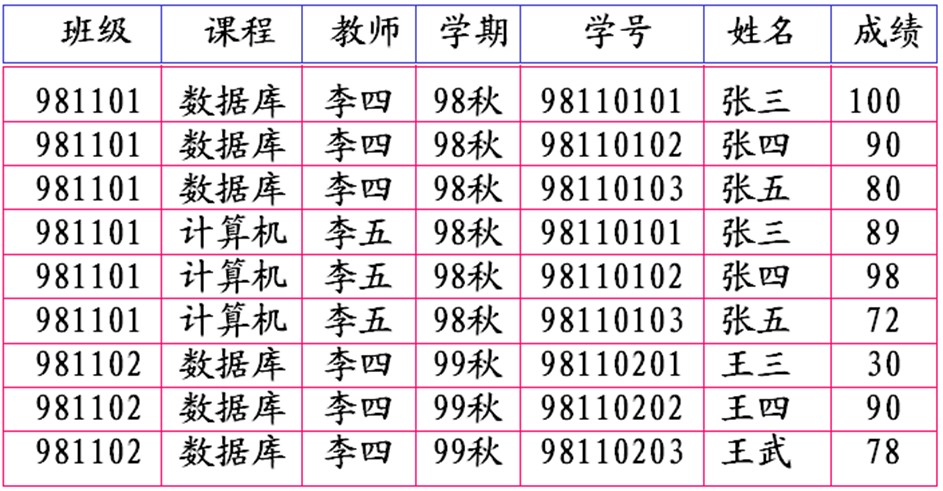 班级 课程 教师 学期 学号 姓名 成绩
981101 数据库 李四 98秋 98110101 张三 100
981101 数据库 李四 98秋 98110102 张四 90
981101 数据库 李四 98秋 98110103 张五 80
981101 计算机 李五 98秋 98110101 张三 89
981101 计算机 李五 98秋 98110102 张四 98
981101 计算机 李五 98秋 98110103 张五 72
981102 数据库 李四 99秋 98110201 王三 30
981102 数据库 李四 99秋 98110202 王四 90
981102 数据库 李四 99秋 98110203 王武 78